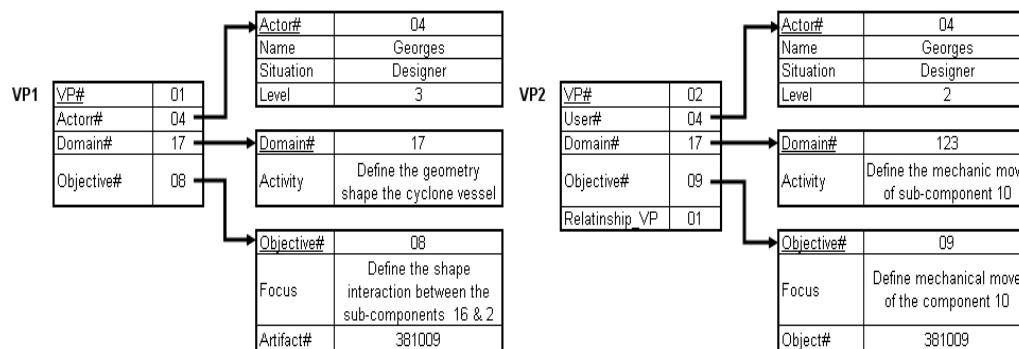 VP1
VP# 01
Actorr# 04
Domain# 17
Objective# 08
Actor# 04
Name Georges
Situation Designer
Level 3
Domain# 17
Activity Define the geometry
shape the cyclone vessel
Objective# 08
Focus Define the shape
interaction between the
sub-components 16 & 2
Artifact# 381009
VP2
VP# 02
User# 04
Domain# 17
Objective# 09
Relatinship_VP 01
Actor# 04
Name Georges
Situation Designer
Level 2
Domain# 123
Activity Define the mechanic mov
of sub-component 10
Objective# 09
Focus Define mechanical move
of the component 10
Object# 381009